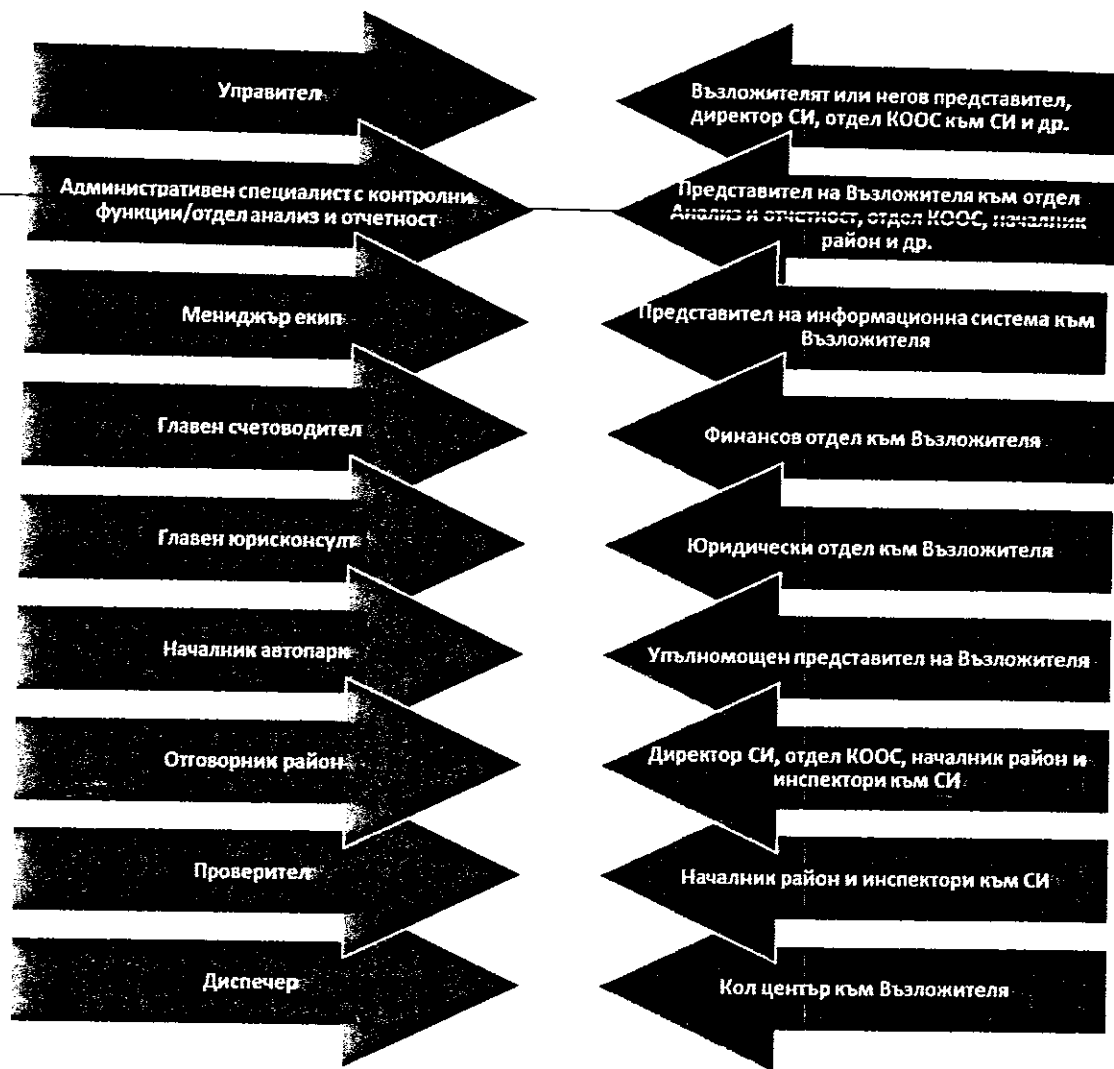 Управител
Възложителят или негов представител,
директор СИ, отдел КООС към СИ и др.
Административен специалист с контролни
функции/отдел анализ и отчетност
Представител на Възложителя към отдел
Анализ и отчетност, отдел КООС, началник
район и др.
Мениджър екип
Представител на информационна система към
Възложителя
Главен счетоводител
Финансов отдел към Възложителя
Главен юрисконсулт
Юридически отдел към Възложителя
Началник автопарк
Упълномощен представител на Възложителя
Отговорник район
Директор СИ, отдел КООС, началник район и
инспектори към СИ
Проверител
Началник район и инспектори към СИ
Диспечер
Кол център към Възложителя